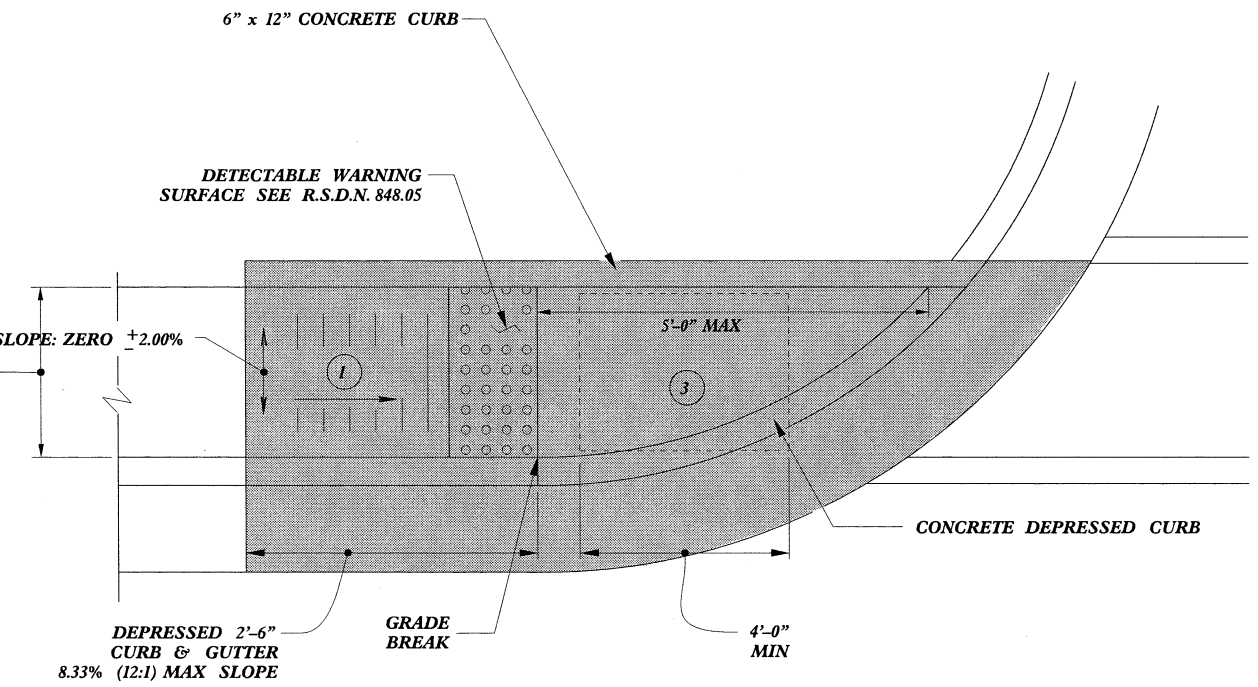 6" x 12" CONCRETE CURB
DETECTABLE WARNING
SURFACE SEE R.S.D.N. 848.05
5'-0" MAX
SLOPE: ZERO ±2.00%
1
3
CONCRETE DEPRESSED CURB
DEPRESSED 2'-6"
CURB & GUTTER
8.33% (12:1) MAX SLOPE
GRADE
BREAK
4'-0"
MIN